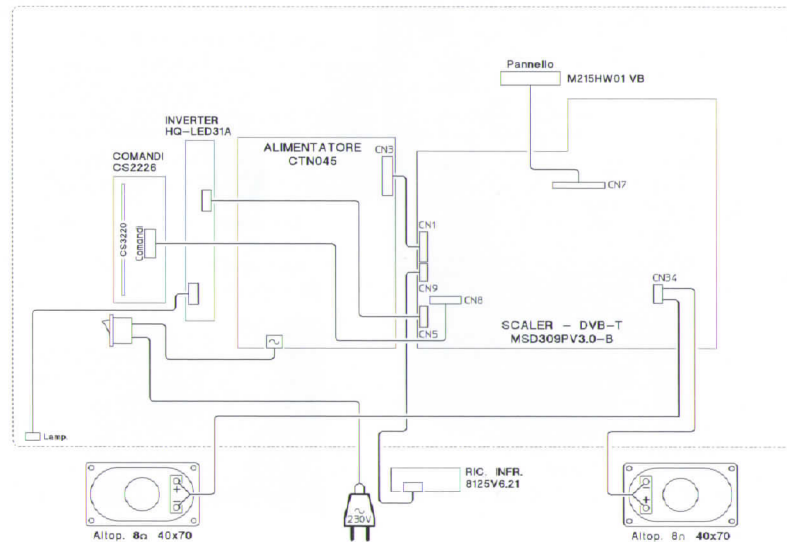 Pannello
M215HW01 VB
INVERTER
HQ-LED31A
ALIMENTATORE
CTN045
CN3
COMANDI
CS2226
CN7
CS3220
Comandi
CN1
CN9
CN8
CN34
CN5
SCALER - DVB-T
MSD309PV3.0-B
Lamp.
RIC. INFR.
8125V6.21
+
-
~
230V
-
+
Altop. 8Ω 40x70
Altop. 8Ω 40x70